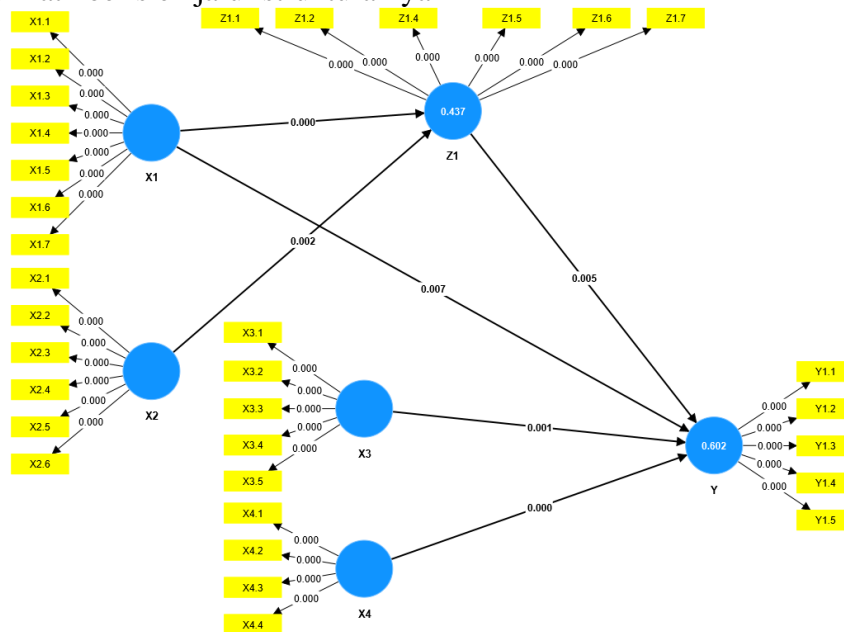 X1.1
X1.2
X1.3
X1.4
X1.5
X1.6
X1.7
0.000
0.000
0.000
0.000
0.000
0.000
0.000
X1
Z1.1
Z1.2
Z1.4
Z1.5
Z1.6
Z1.7
0.000
0.000
0.000
0.000
0.000
0.000
0.437
Z1
0.000
0.002
0.007
0.005
X2.1
X2.2
X2.3
X2.4
X2.5
X2.6
0.000
0.000
0.000
0.000
0.000
0.000
X2
X3.1
X3.2
X3.3
X3.4
X3.5
0.000
0.000
0.000
0.000
0.000
X3
0.001
X4.1
X4.2
X4.3
X4.4
0.000
0.000
0.000
0.000
X4
0.000
0.602
Y
0.000
0.000
0.000
0.000
0.000
Y1.1
Y1.2
Y1.3
Y1.4
Y1.5